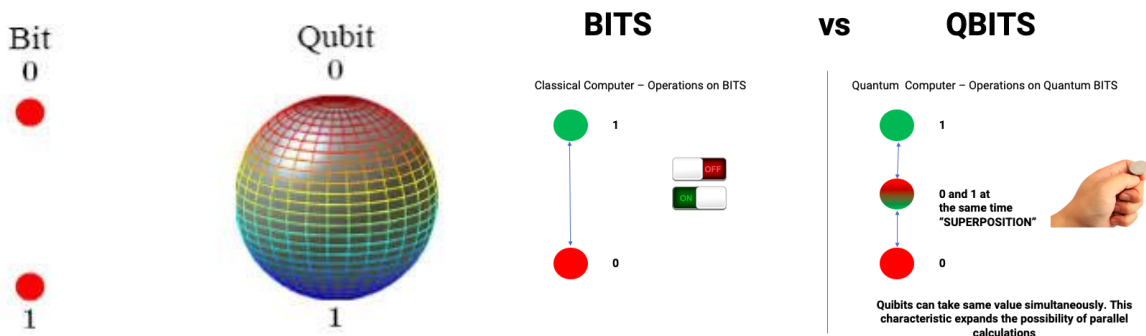 Bit
0
1
Qubit
0
1
BITS vs QBITS
Classical Computer – Operations on BITS
1
OFF
ON
0
Quantum Computer – Operations on Quantum BITS
1
0 and 1 at
the same time
“SUPERPOSITION”
0
Quibits can take same value simultaneously. This
characteristic expands the possibility of parallel
calculations